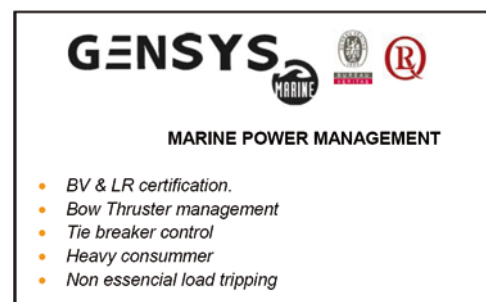 GENSYS
MARINE
BUREAU
VERITAS
LR
MARINE POWER MANAGEMENT
BV & LR certification.
Bow Thruster management
Tie breaker control
Heavy consummer
Non essencial load tripping